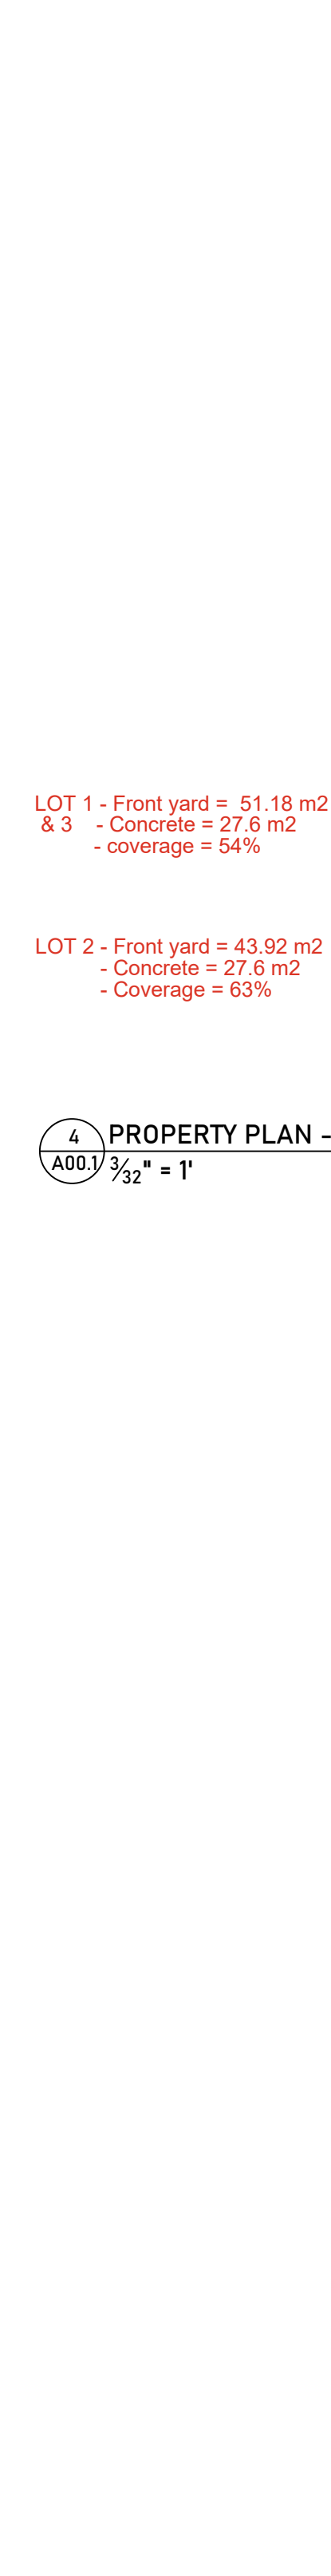 LOT 1 - Front yard =  51.18 m2
& 3    - Concrete = 27.6 m2
- coverage = 54%
LOT 2 - Front yard = 43.92 m2
- Concrete = 27.6 m2
- Coverage = 63%
4
PROPERTY PLAN -
A00.1
3/32" = 1'